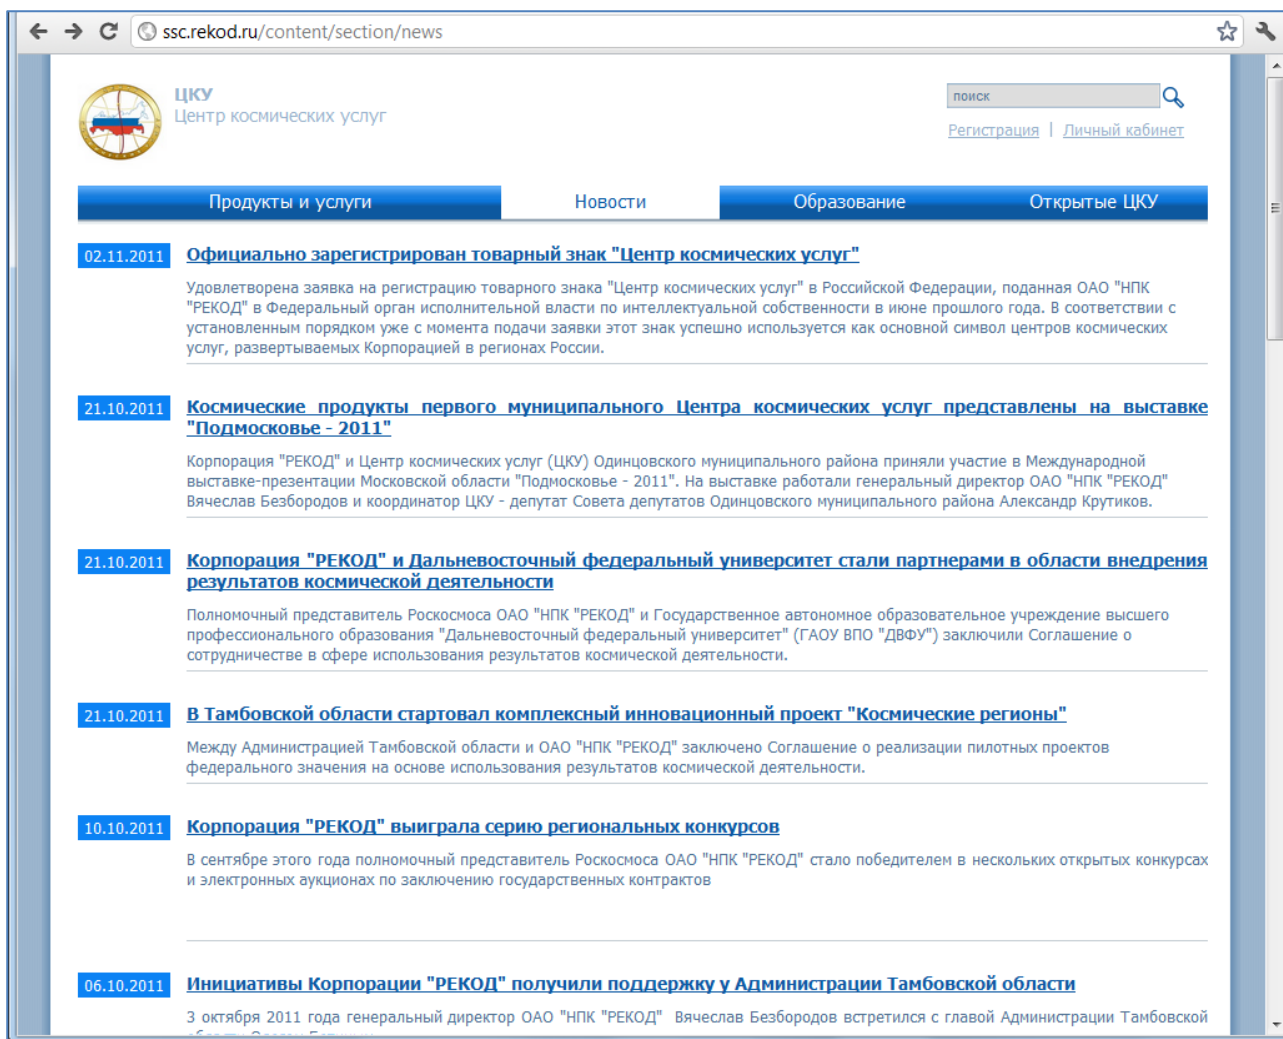 ssc.rekod.ru/content/section/news
ЦКУ
Центр космических услуг
поиск
Регистрация | Личный кабинет
Продукты и услуги Новости Образование Открытые ЦКУ
02.11.2011 Официально зарегистрирован товарный знак "Центр космических услуг"
Удовлетворена заявка на регистрацию товарного знака "Центр космических услуг" в Российской Федерации, поданная ОАО "НПК
"РЕКОД" в Федеральный орган исполнительной власти по интеллектуальной собственности в июне прошлого года. В соответствии с
установленным порядком уже с момента подачи заявки этот знак успешно используется как основной символ центров космических
услуг, развертываемых Корпорацией в регионах России.
21.10.2011 Космические продукты первого муниципального Центра космических услуг представлены на выставке
"Подмосковье - 2011"
Корпорация "РЕКОД" и Центр космических услуг (ЦКУ) Одинцовского муниципального района приняли участие в Международной
выставке-презентации Московской области "Подмосковье - 2011". На выставке работали генеральный директор ОАО "НПК "РЕКОД"
Вячеслав Безбородов и координатор ЦКУ - депутат Совета депутатов Одинцовского муниципального района Александр Крутиков.
21.10.2011 Корпорация "РЕКОД" и Дальневосточный федеральный университет стали партнерами в области внедрения
результатов космической деятельности
Полномочный представитель Роскосмоса ОАО "НПК "РЕКОД" и Государственное автономное образовательное учреждение высшего
профессионального образования "Дальневосточный федеральный университет" (ГАОУ ВПО "ДВФУ") заключили Соглашение о
сотрудничестве в сфере использования результатов космической деятельности.
21.10.2011 В Тамбовской области стартовал комплексный инновационный проект "Космические регионы"
Между Администрацией Тамбовской области и ОАО "НПК "РЕКОД" заключено Соглашение о реализации пилотных проектов
федерального значения на основе использования результатов космической деятельности.
10.10.2011 Корпорация "РЕКОД" выиграла серию региональных конкурсов
В сентябре этого года полномочный представитель Роскосмоса ОАО "НПК "РЕКОД" стало победителем в нескольких открытых конкурсах
и электронных аукционах по заключению государственных контрактов
06.10.2011 Инициативы Корпорации "РЕКОД" получили поддержку у Администрации Тамбовской области
3 октября 2011 года генеральный директор ОАО "НПК "РЕКОД" Вячеслав Безбородов встретился с главой Администрации Тамбовской